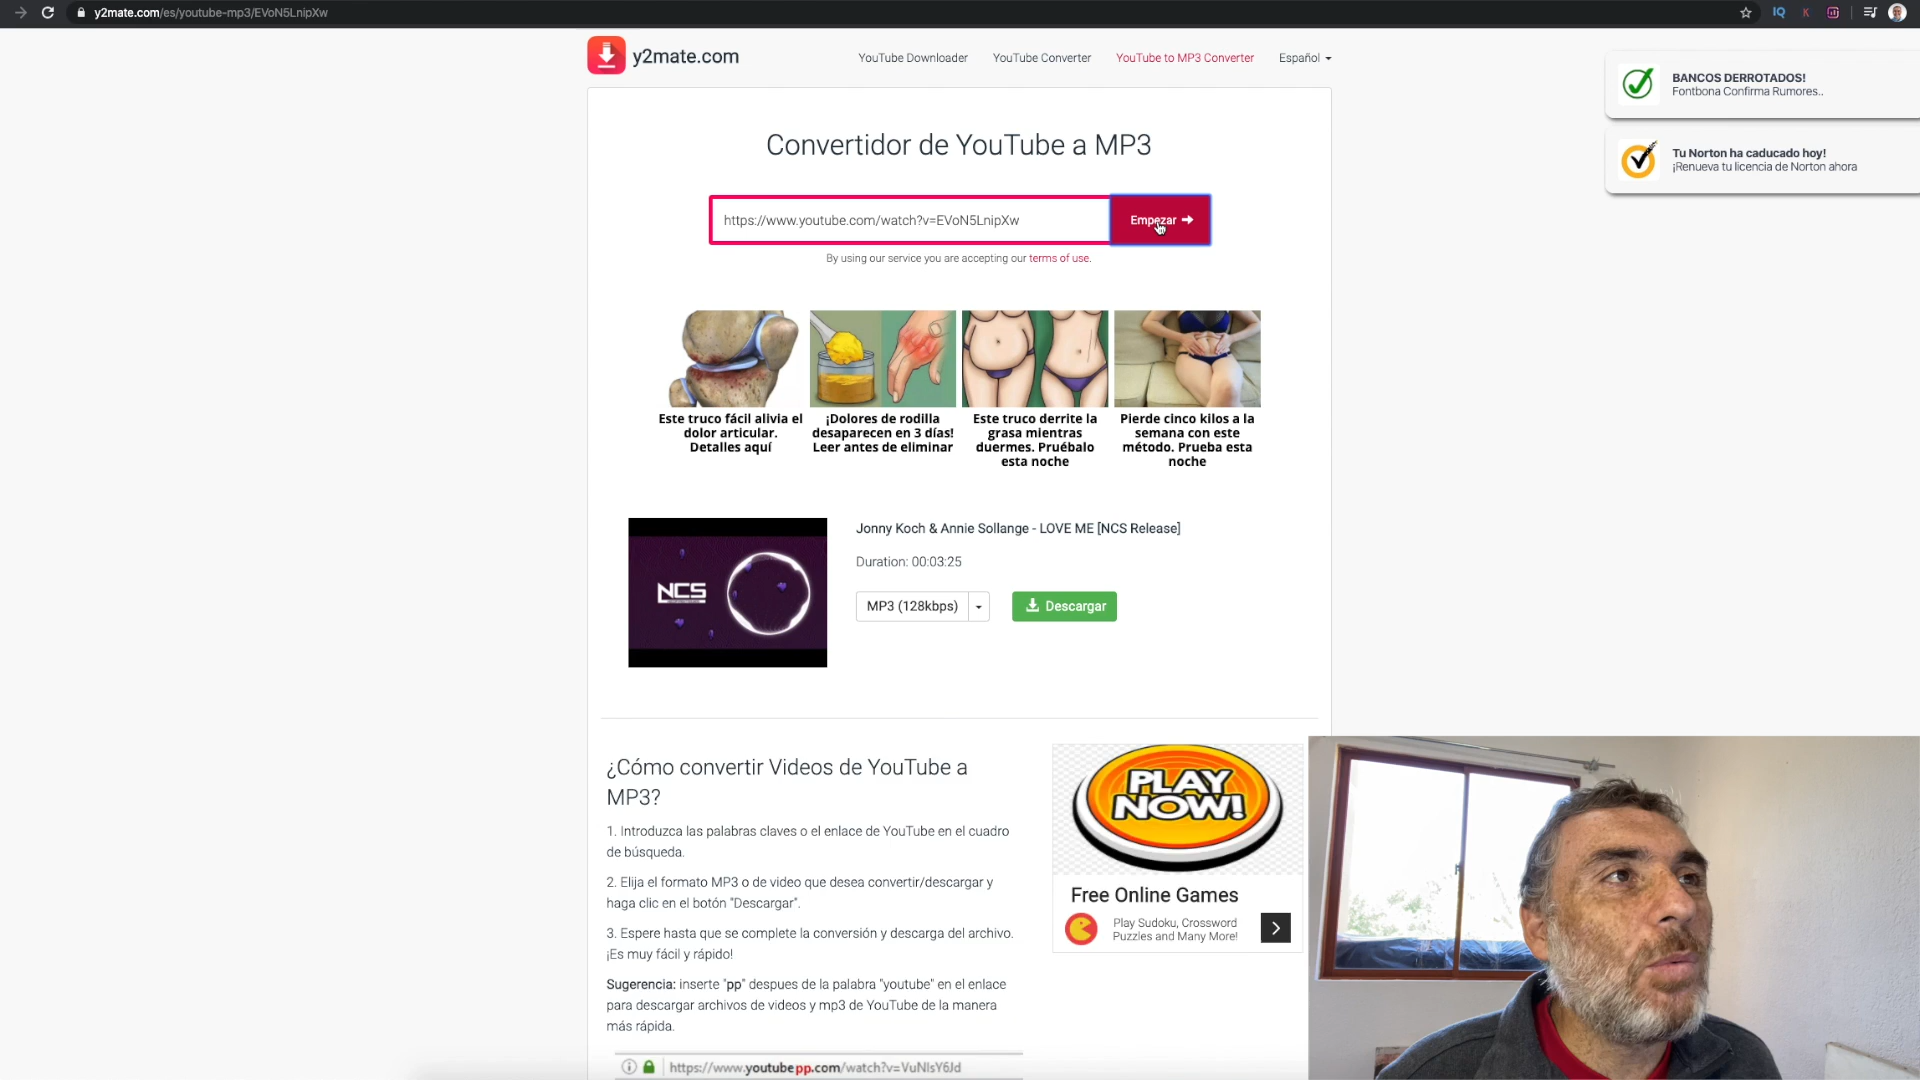 y2mate.com/es/youtube-mp3/EVoN5LnipXw
IQ
K
y2mate.com
YouTube Downloader
YouTube Converter
YouTube to MP3 Converter
Español
BANCOS DERROTADOS!
Fontbona Confirma Rumores..
Tu Norton ha caducado hoy!
¡Renueva tu licencia de Norton ahora
Convertidor de YouTube a MP3
https://www.youtube.com/watch?v=EVoN5LnipXw
Empezar
By using our service you are accepting our terms of use.
Este truco fácil alivia el
dolor articular.
Detalles aquí
¡Dolores de rodilla
desaparecen en 3 días!
Leer antes de eliminar
Este truco derrite la
grasa mientras
duermes. Pruébalo
esta noche
Pierde cinco kilos a la
semana con este
método. Prueba esta
noche
NCS
Jonny Koch & Annie Sollange - LOVE ME [NCS Release]
Duration: 00:03:25
MP3 (128kbps)
Descargar
¿Cómo convertir Videos de YouTube a
MP3?
1. Introduzca las palabras claves o el enlace de YouTube en el cuadro
de búsqueda.
2. Elija el formato MP3 o de video que desea convertir/descargar y
haga clic en el botón "Descargar".
3. Espere hasta que se complete la conversión y descarga del archivo.
¡Es muy fácil y rápido!
Sugerencia: inserte "pp" despues de la palabra "youtube" en el enlace
para descargar archivos de videos y mp3 de YouTube de la manera
más rápida.
https://www.youtubepp.com/watch?v=VuNIsY6Jd
PLAY
NOW!
Free Online Games
Play Sudoku, Crossword
Puzzles and Many More!